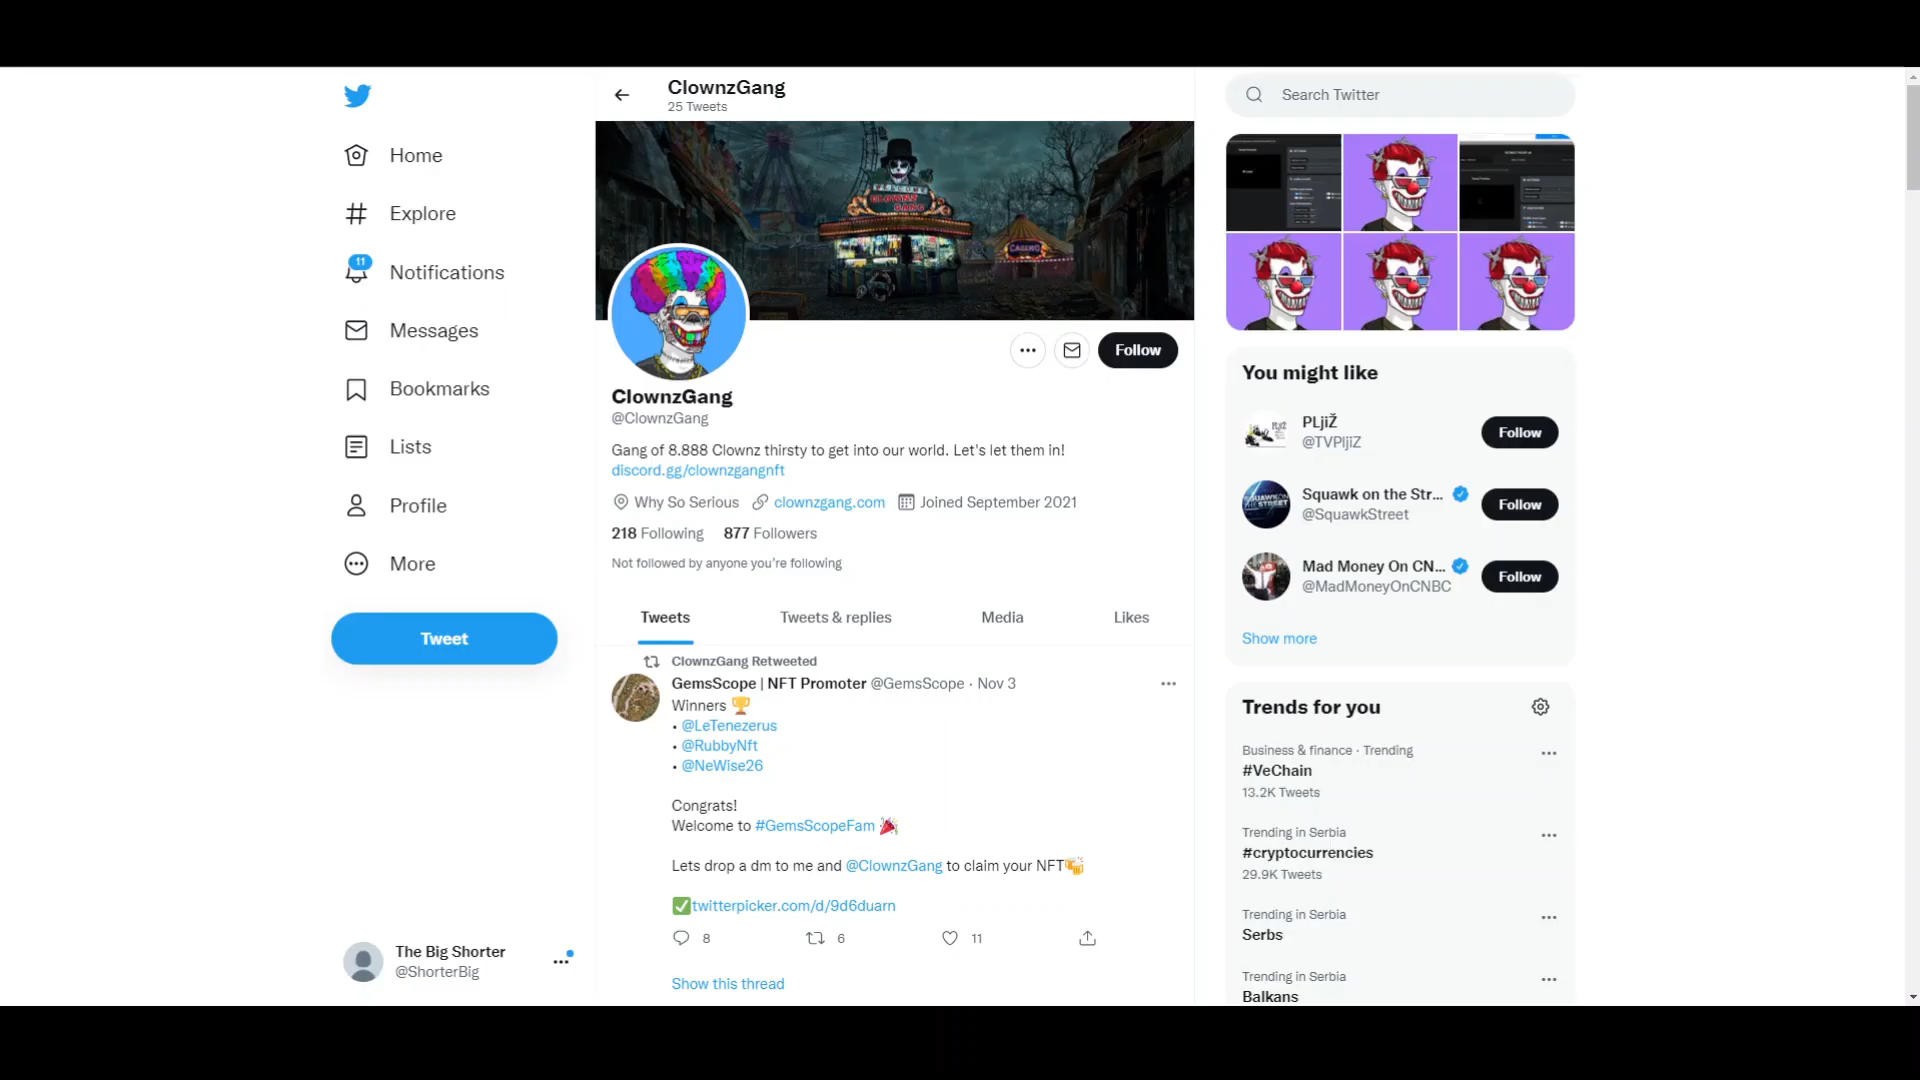 ClownzGang
25 Tweets
Search Twitter
Home
Explore
11
Notifications
Messages
Bookmarks
Lists
Profile
More
Tweet
The Big Shorter
@ShorterBig
WELCOME
CLOWNZ
GANG
CASINO
Follow
ClownzGang
@ClownzGang
Gang of 8.888 Clownz thirsty to get into our world. Let's let them in!
discord.gg/clownzgangnft
Why So Serious clownzgang.com Joined September 2021
218 Following 877 Followers
Not followed by anyone you're following
Tweets Tweets & replies Media Likes
ClownzGang Retweeted
GemsScope | NFT Promoter @GemsScope · Nov 3
Winners
• @LeTenezerus
• @RubbyNft
• @NeWise26
Congrats!
Welcome to #GemsScopeFam
Lets drop a dm to me and @ClownzGang to claim your NFT
twitterpicker.com/d/9d6duarn
8 6 11
Show this thread
You might like
PLjiŽ
@TVPljiZ
Follow
Squawk on the Str...
@SquawkStreet
Follow
Mad Money On CN...
@MadMoneyOnCNBC
Follow
Show more
Trends for you
Business & finance · Trending
#VeChain
13.2K Tweets
Trending in Serbia
#cryptocurrencies
29.9K Tweets
Trending in Serbia
Serbs
Trending in Serbia
Balkans